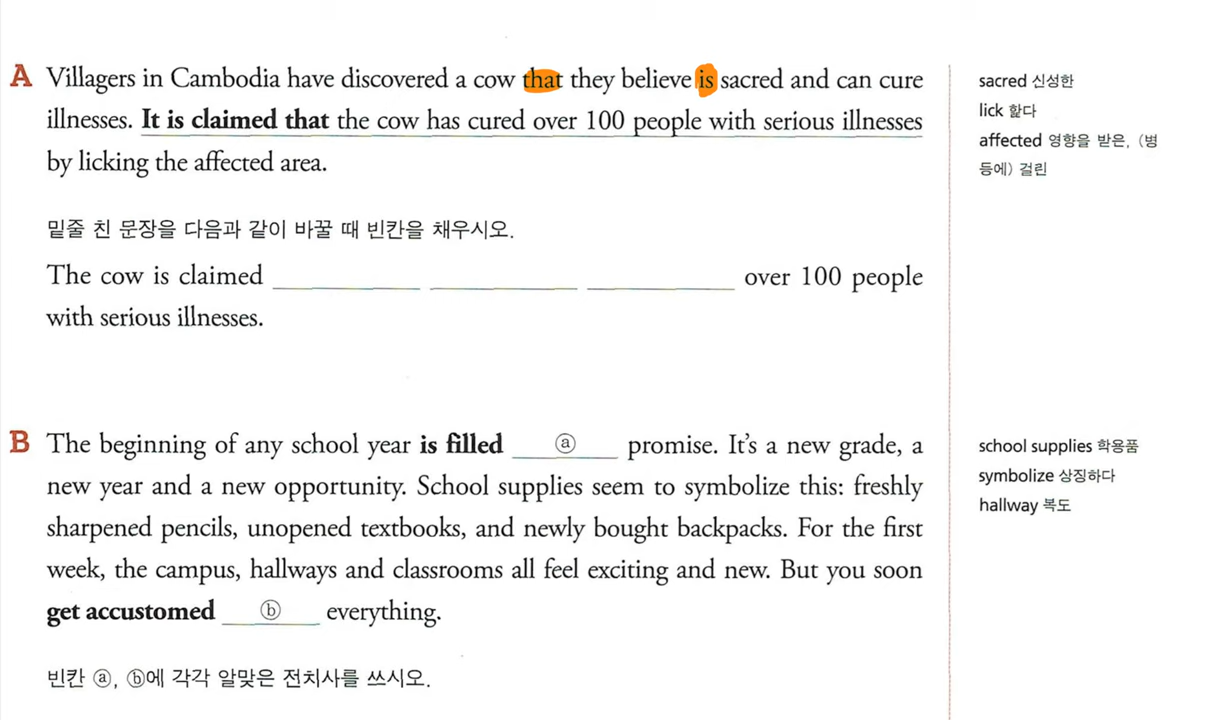 A Villagers in Cambodia have discovered a cow that they believe is sacred and can cure
illnesses. It is claimed that the cow has cured over 100 people with serious illnesses
by licking the affected area.
밑줄 친 문장을 다음과 같이 바꿀 때 빈칸을 채우시오.
The cow is claimed ____________ ____________ ____________ over 100 people
with serious illnesses.
sacred 신성한
lick 핥다
affected 영향을 받은, (병
등에) 걸린
B The beginning of any school year is filled ⓐ promise. It's a new grade, a
new year and a new opportunity. School supplies seem to symbolize this: freshly
sharpened pencils, unopened textbooks, and newly bought backpacks. For the first
week, the campus, hallways and classrooms all feel exciting and new. But you soon
get accustomed ⓑ everything.
빈칸 ⓐ, ⓑ에 각각 알맞은 전치사를 쓰시오.
school supplies 학용품
symbolize 상징하다
hallway 복도